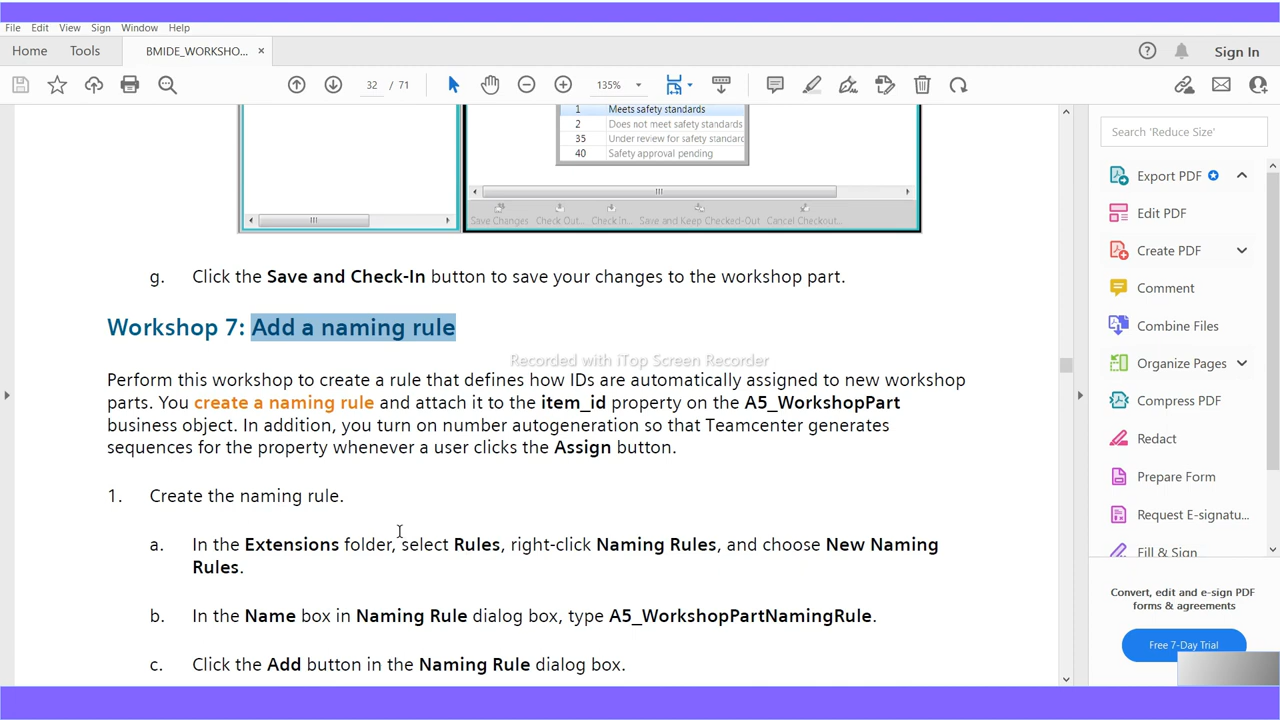 File Edit View Sign Window Help
Home Tools BMIDE_WORKSHO... × Sign In
32 / 71 135%
Search 'Reduce Size'
1 Meets safety standards
2 Does not meet safety standards
35 Under review for safety standard
40 Safety approval pending
Save Changes Check Out... Check In... Save and Keep Checked-Out Cancel Checkout...
g. Click the Save and Check-In button to save your changes to the workshop part.
Workshop 7: Add a naming rule
Recorded with iTop Screen Recorder
Perform this workshop to create a rule that defines how IDs are automatically assigned to new workshop
parts. You create a naming rule and attach it to the item_id property on the A5_WorkshopPart
business object. In addition, you turn on number autogeneration so that Teamcenter generates
sequences for the property whenever a user clicks the Assign button.
1. Create the naming rule.
a. In the Extensions folder, select Rules, right-click Naming Rules, and choose New Naming
Rules.
b. In the Name box in Naming Rule dialog box, type A5_WorkshopPartNamingRule.
c. Click the Add button in the Naming Rule dialog box.
Export PDF
Edit PDF
Create PDF
Comment
Combine Files
Organize Pages
Compress PDF
Redact
Prepare Form
Request E-signatu...
Fill & Sign
Convert, edit and e-sign PDF
forms & agreements
Free 7-Day Trial